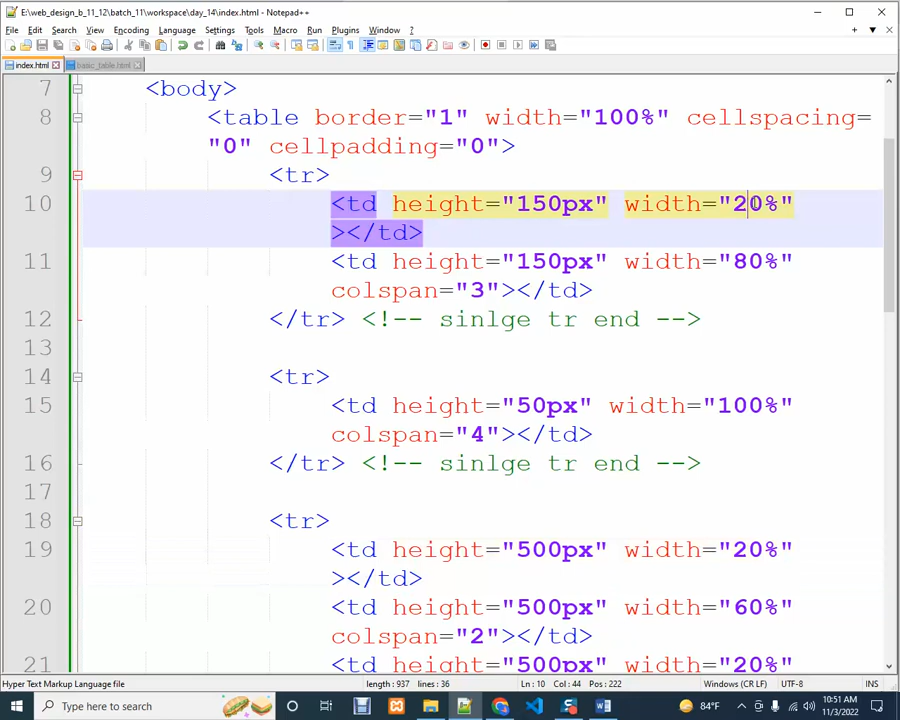 E:\web_design_b_11_12\batch_11\workspace\day_14\index.html - Notepad++
File Edit Search View Encoding Language Settings Tools Macro Run Plugins Window ?
index.html basic_table.html
7 <body>
8 <table border="1" width="100%" cellspacing=
"0" cellpadding="0">
9 <tr>
10 <td height="150px" width="20%"
></td>
11 <td height="150px" width="80%"
colspan="3"></td>
12 </tr> <!-- sinlge tr end -->
13
14 <tr>
15 <td height="50px" width="100%"
colspan="4"></td>
16 </tr> <!-- sinlge tr end -->
17
18 <tr>
19 <td height="500px" width="20%"
></td>
20 <td height="500px" width="60%"
colspan="2"></td>
21 <td height="500px" width="20%"
Hyper Text Markup Language file length : 937 lines : 36 Ln : 10 Col : 44 Pos : 222 Windows (CR LF) UTF-8 INS
Type here to search 84°F 10:51 AM
11/3/2022